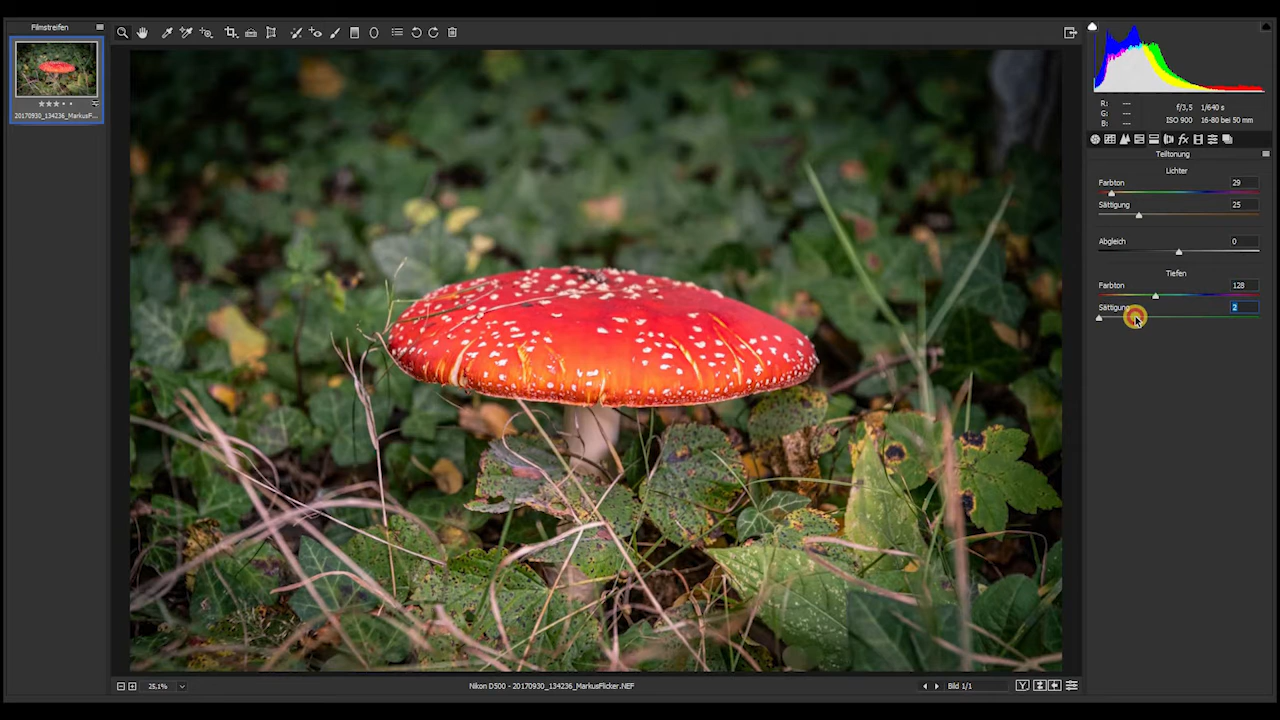 Filmstreifen
20170930_134236_MarkusF...
25,1%
Nikon D500 - 20170930_134236_MarkusFlicker.NEF
Bild 1/1
R: ---
G: ---
B: ---
f/3,5 1/640 s
ISO 900 16-80 bei 50 mm
Teiltonung
Lichter
Farbton 29
Sättigung 25
Abgleich 0
Tiefen
Farbton 128
Sättigung 2